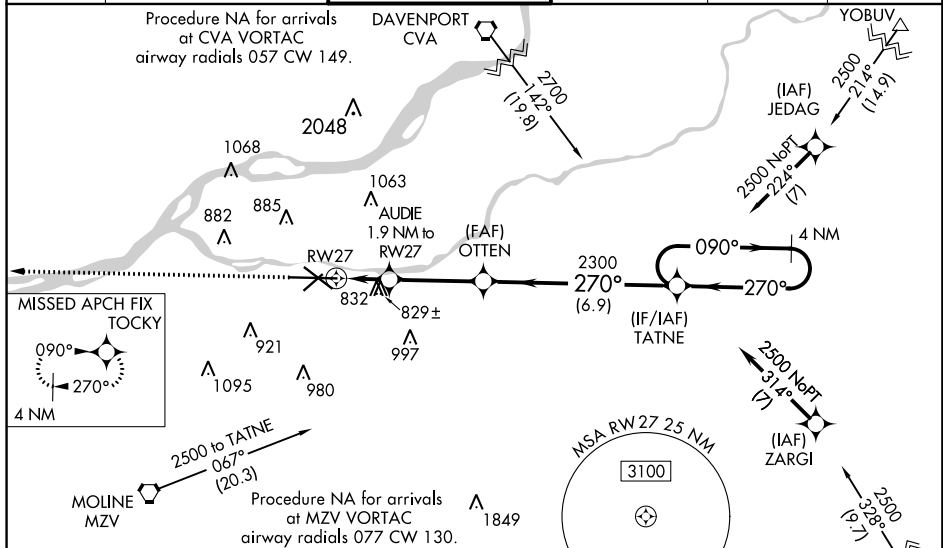 Procedure NA for arrivals
at CVA VORTAC
airway radials 057 CW 149.
DAVENPORT
CVA
2700
142°
(19.8)
YOBUV
2500
214°
(14.9)
(IAF)
JEDAG
2500 NoPT
224°
(7)
2048
1068
1063
882
885
AUDIE
1.9 NM to
RW27
(FAF)
OTTEN
RW27
832
829±
2300
270°
(6.9)
090°
4 NM
270°
(IF/IAF)
TATNE
MISSED APCH FIX
TOCKY
090°
270°
4 NM
921
997
1095
980
2500 NoPT
314°
(7)
(IAF)
ZARGI
2500 to TATNE
067°
(20.3)
MOLINE
MZV
Procedure NA for arrivals
at MZV VORTAC
airway radials 077 CW 130.
1849
MSA RW27 25 NM
3100
2500
328°
(9.7)